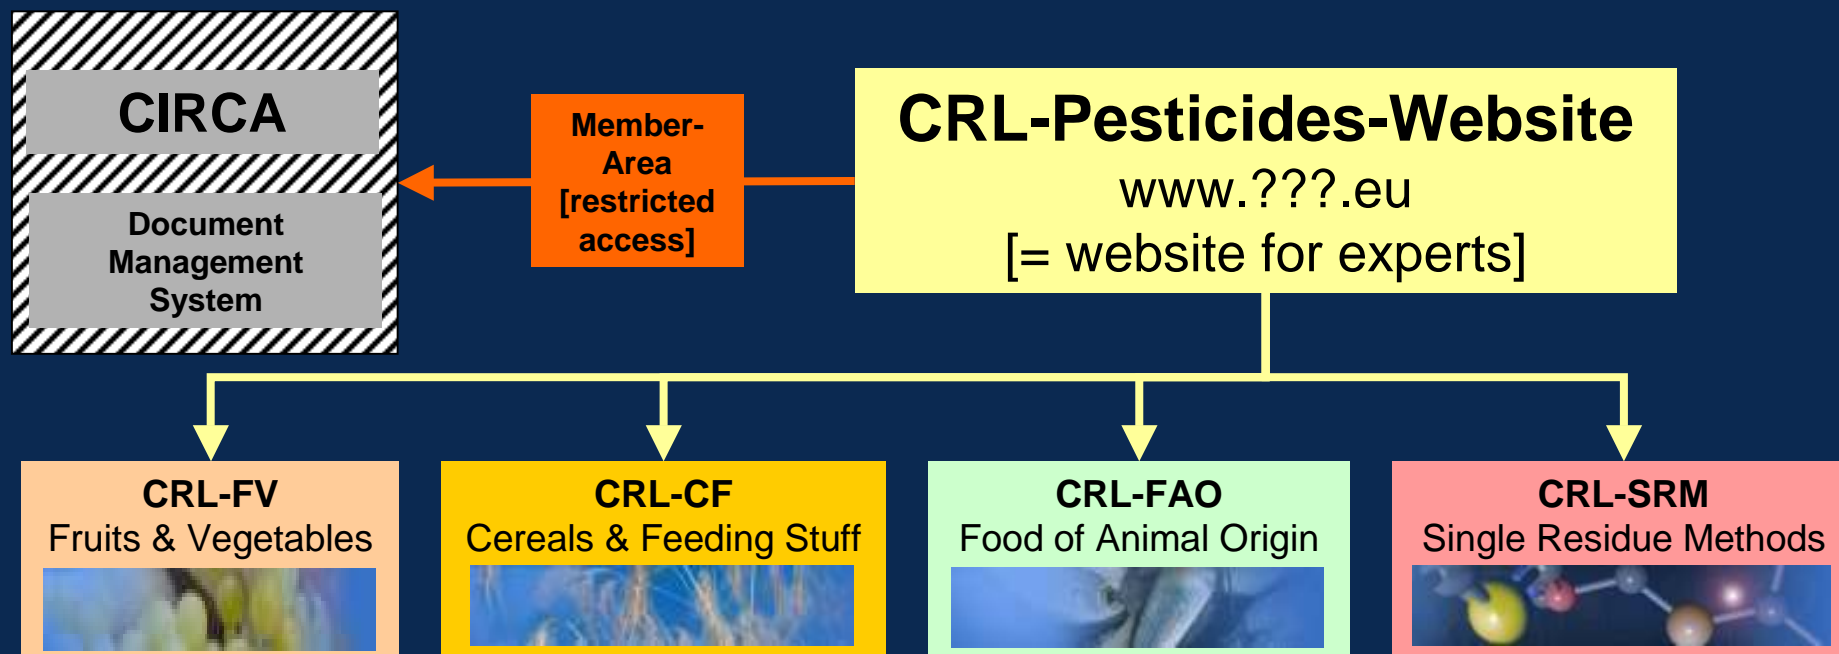 CIRCA
Document
Management
System
Member-
Area
[restricted
access]
CRL-Pesticides-Website
www.???.eu
[= website for experts]
CRL-FV
Fruits & Vegetables
CRL-CF
Cereals & Feeding Stuff
CRL-FAO
Food of Animal Origin
CRL-SRM
Single Residue Methods